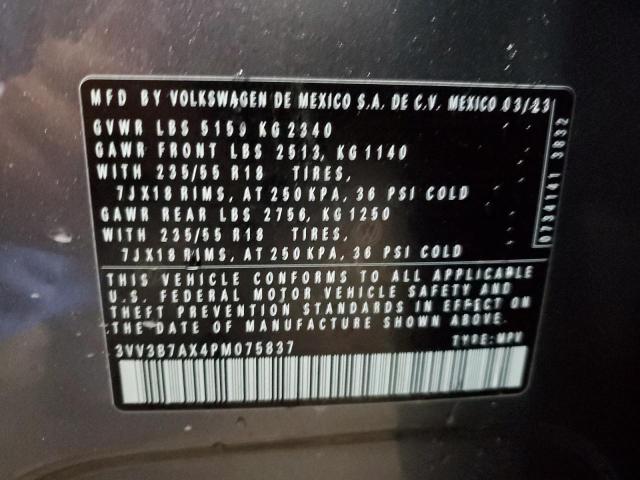 MFD BY VOLKSWAGEN DE MEXICO S.A. DE C.V. MEXICO 03/23
GVWR LBS 5159 KG 2340
GAWR FRONT LBS 2513, KG 1140
WITH 235/55 R18 TIRES,
7JX18 RIMS, AT 250 KPA, 36 PSI COLD
GAWR REAR LBS 2756, KG 1250
WITH 235/55 R18 TIRES,
7JX18 RIMS, AT 250 KPA, 36 PSI COLD
THIS VEHICLE CONFORMS TO ALL APPLICABLE
U.S. FEDERAL MOTOR VEHICLE SAFETY AND
THEFT PREVENTION STANDARDS IN EFFECT ON
THE DATE OF MANUFACTURE SHOWN ABOVE.
3VV3B7AX4PM075837 TYPE: MPV
0734141 3832